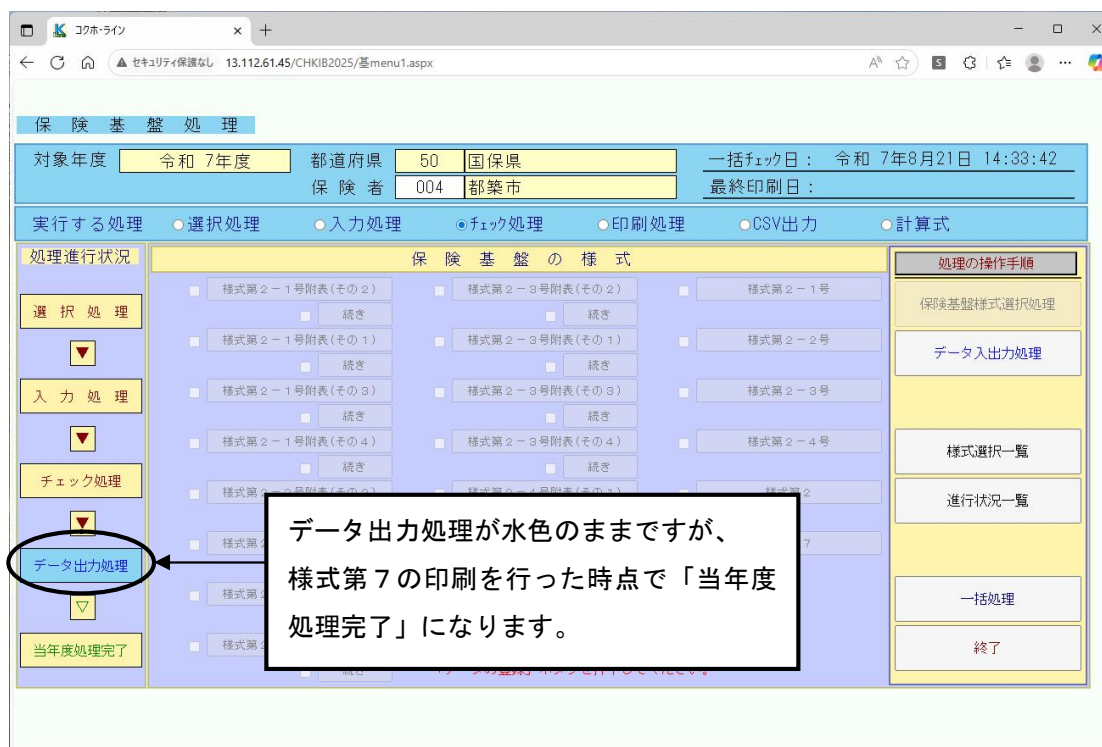 コクホ・ライン
セキュリティ保護なし 13.112.61.45/CHKIB2025/基menu1.aspx
保険基盤処理
対象年度 令和 7年度 都道府県 50 国保県 一括ﾁｪｯｸ日： 令和 7年8月21日 14:33:42
保険者 004 都築市 最終印刷日：
実行する処理 選択処理 入力処理 ﾁｪｯｸ処理 印刷処理 CSV出力 計算式
処理進行状況
選択処理
▼
入力処理
▼
チェック処理
▼
データ出力処理
▽
当年度処理完了
保険基盤の様式
様式第２－１号附表(その２) 様式第２－３号附表(その２) 様式第２－１号
続き 続き
様式第２－１号附表(その１) 様式第２－３号附表(その１) 様式第２－２号
続き 続き
様式第２－１号附表(その３) 様式第２－３号附表(その３) 様式第２－３号
続き 続き
様式第２－１号附表(その４) 様式第２－３号附表(その４) 様式第２－４号
続き 続き
データ出力処理が水色のままですが、
様式第７の印刷を行った時点で「当年度
処理完了」になります。
処理の操作手順
保険基盤様式選択処理
データ入出力処理
様式選択一覧
進行状況一覧
一括処理
終了